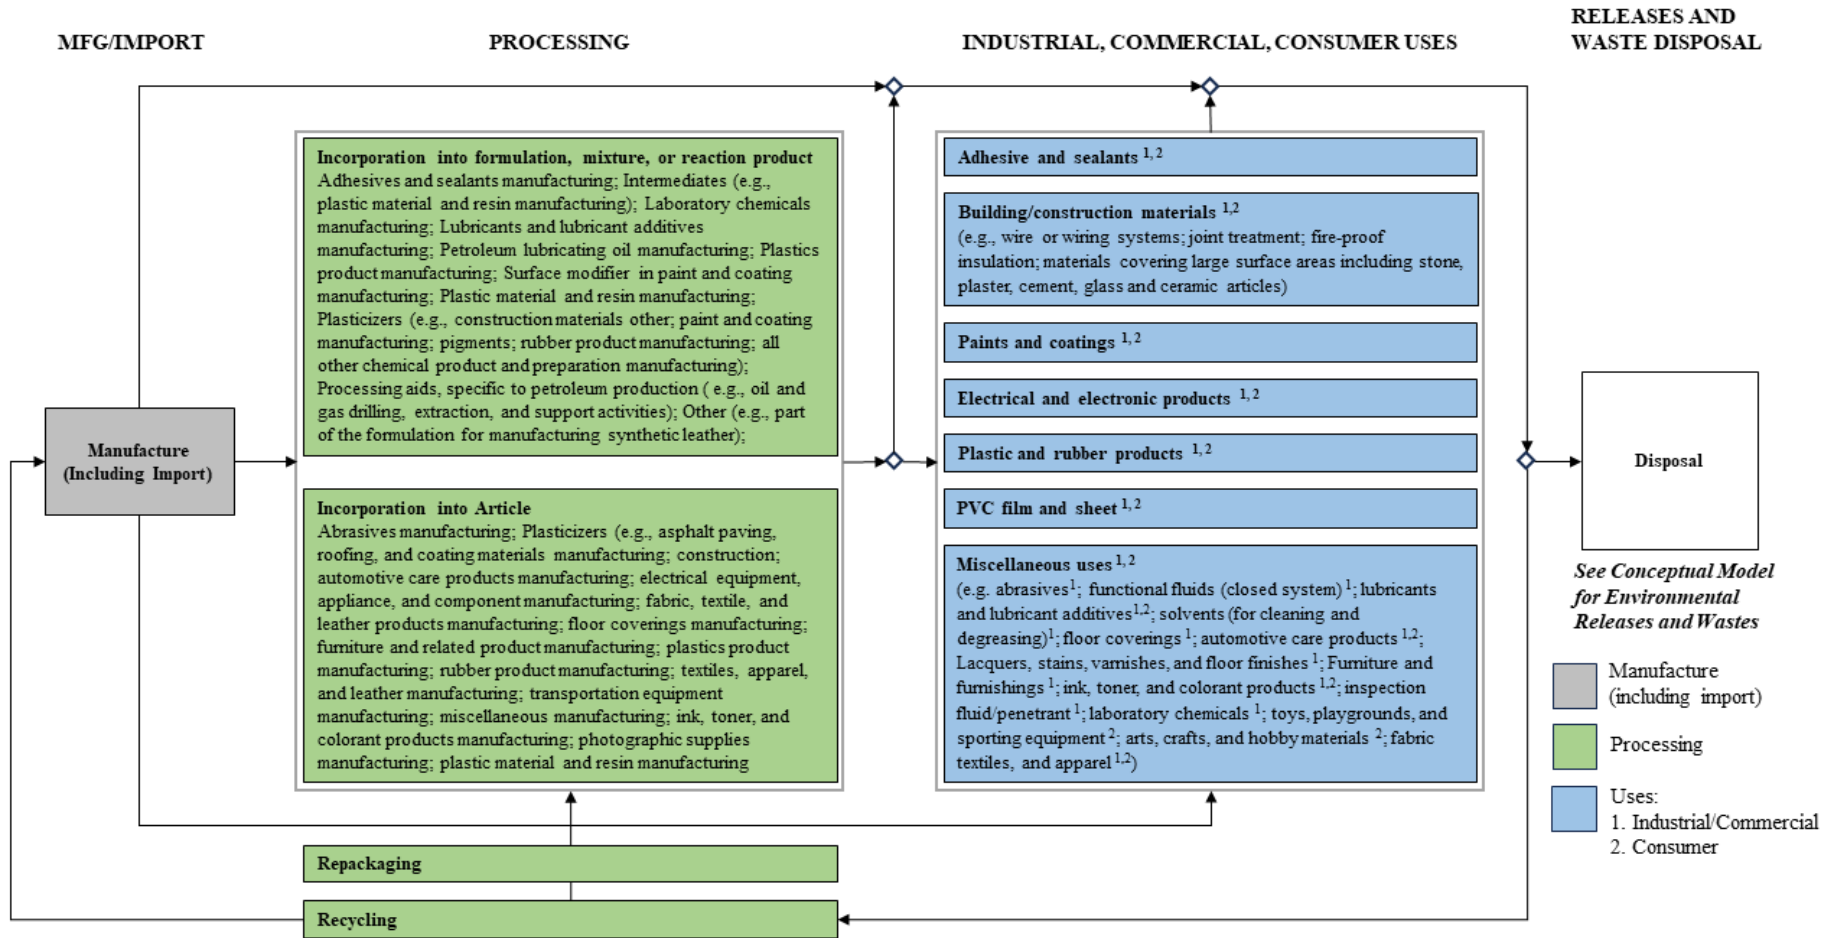 MFG/IMPORT
PROCESSING
INDUSTRIAL, COMMERCIAL, CONSUMER USES
RELEASES AND
WASTE DISPOSAL
Manufacture
(Including Import)
Incorporation into formulation, mixture, or reaction product
Adhesives and sealants manufacturing; Intermediates (e.g.,
plastic material and resin manufacturing); Laboratory chemicals
manufacturing; Lubricants and lubricant additives
manufacturing; Petroleum lubricating oil manufacturing; Plastics
product manufacturing; Surface modifier in paint and coating
manufacturing; Plastic material and resin manufacturing;
Plasticizers (e.g., construction materials other; paint and coating
manufacturing; pigments; rubber product manufacturing; all
other chemical product and preparation manufacturing);
Processing aids, specific to petroleum production ( e.g., oil and
gas drilling, extraction, and support activities); Other (e.g., part
of the formulation for manufacturing synthetic leather);
Incorporation into Article
Abrasives manufacturing; Plasticizers (e.g., asphalt paving,
roofing, and coating materials manufacturing; construction;
automotive care products manufacturing; electrical equipment,
appliance, and component manufacturing; fabric, textile, and
leather products manufacturing; floor coverings manufacturing;
furniture and related product manufacturing; plastics product
manufacturing; rubber product manufacturing; textiles, apparel,
and leather manufacturing; transportation equipment
manufacturing; miscellaneous manufacturing; ink, toner, and
colorant products manufacturing; photographic supplies
manufacturing; plastic material and resin manufacturing
Repackaging
Recycling
Adhesive and sealants 1, 2
Building/construction materials 1,2
(e.g., wire or wiring systems; joint treatment; fire-proof
insulation; materials covering large surface areas including stone,
plaster, cement, glass and ceramic articles)
Paints and coatings 1, 2
Electrical and electronic products 1, 2
Plastic and rubber products 1, 2
PVC film and sheet 1, 2
Miscellaneous uses 1,2
(e.g. abrasives1; functional fluids (closed system) 1; lubricants
and lubricant additives1,2; solvents (for cleaning and
degreasing)1; floor coverings 1; automotive care products 1,2;
Lacquers, stains, varnishes, and floor finishes 1; Furniture and
furnishings 1; ink, toner, and colorant products 1,2; inspection
fluid/penetrant 1; laboratory chemicals 1; toys, playgrounds, and
sporting equipment 2; arts, crafts, and hobby materials 2; fabric
textiles, and apparel 1,2)
Disposal
See Conceptual Model
for Environmental
Releases and Wastes
Manufacture
(including import)
Processing
Uses:
1. Industrial/Commercial
2. Consumer